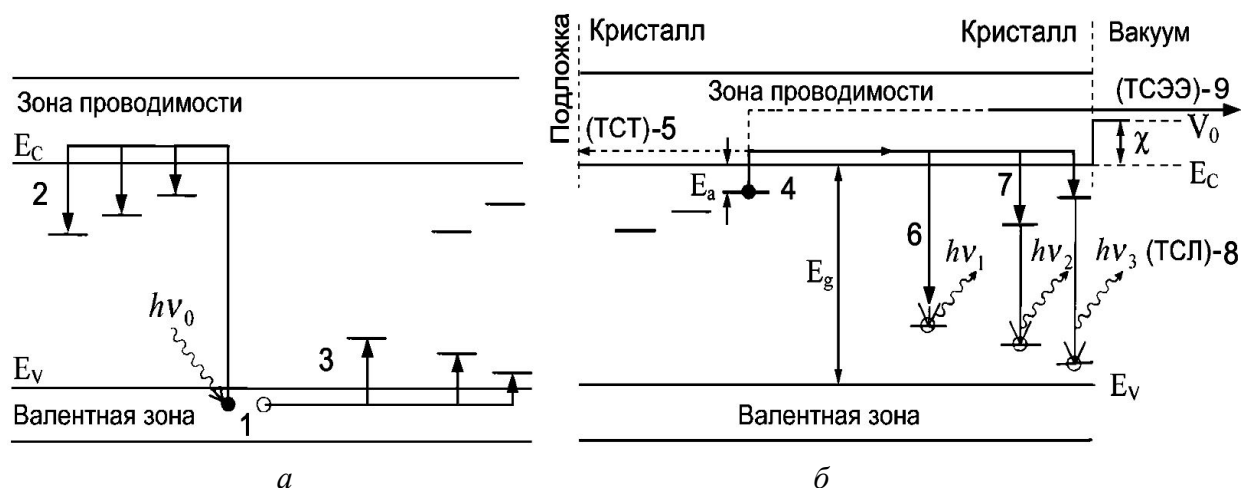 Зона проводимости
E_C
2
hν_0
3
E_V
1
Валентная зона
а
Подложка
Кристалл
Кристалл
Вакуум
Зона проводимости
(ТСЭЭ)-9
(ТСТ)-5
V_0
χ
E_C
E_a
4
7
6
hν_1
hν_2
hν_3
(ТСЛ)-8
E_g
E_V
Валентная зона
б